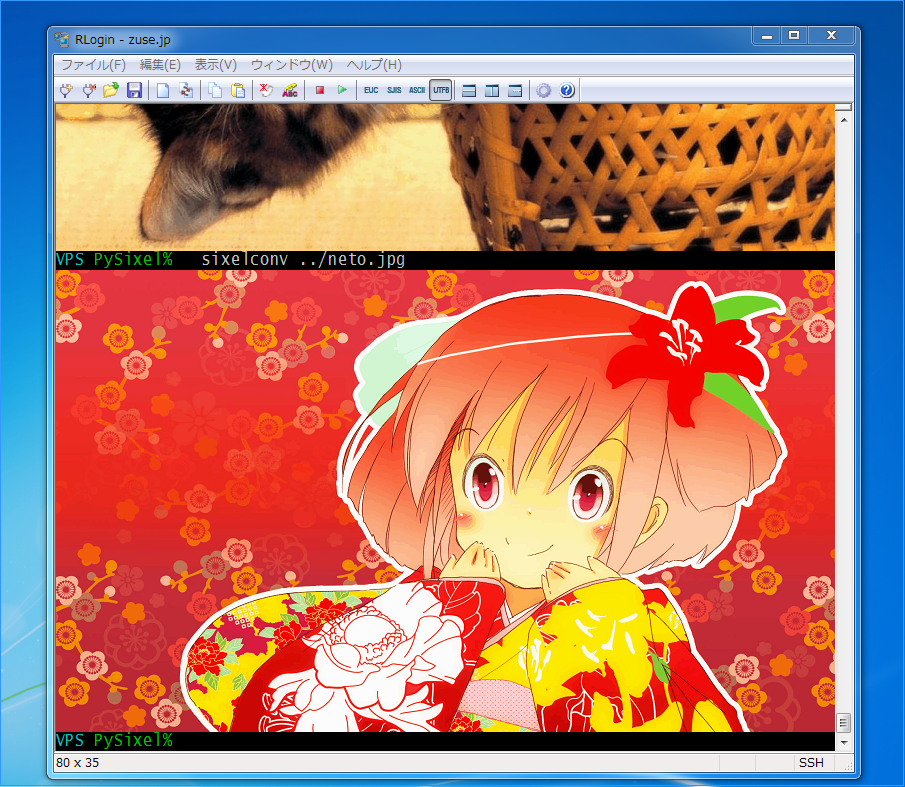 RLogin - zuse.jp
ファイル(F) 編集(E) 表示(V) ウィンドウ(W) ヘルプ(H)
ABC EUC SJIS ASCII UTF8
VPS PySixel% sixelconv ../neto.jpg
VPS PySixel%
80 x 35 SSH